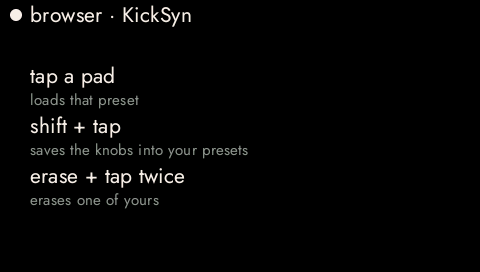 browser · KickSyn
tap a pad
loads that preset
shift + tap
saves the knobs into your presets
erase + tap twice
erases one of yours